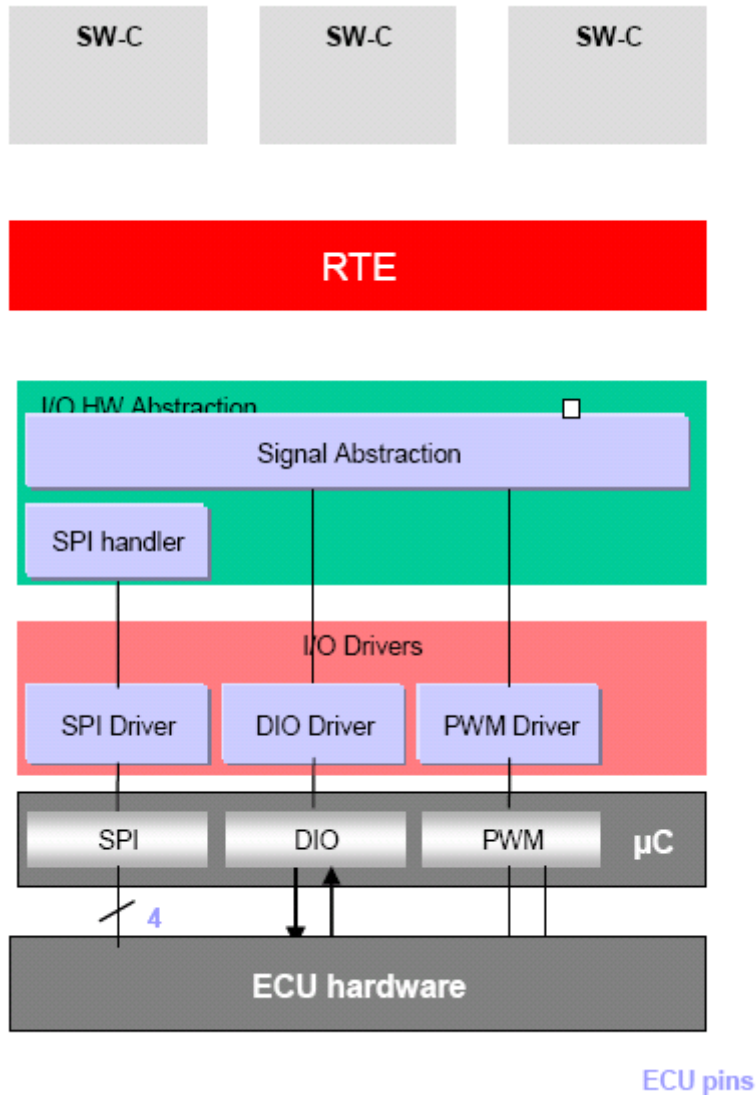 SW-C
SW-C
SW-C
RTE
I/O HW Abstraction
Signal Abstraction
SPI handler
I/O Drivers
SPI Driver
DIO Driver
PWM Driver
SPI
DIO
PWM
µC
4
ECU hardware
ECU pins